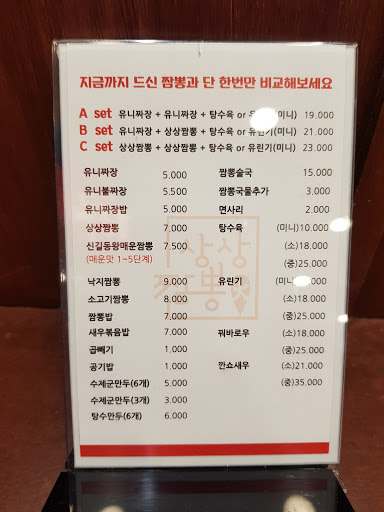 지금까지 드신 짬뽕과 단 한번만 비교해보세요
A set 유니짜장 + 유니짜장 + 탕수육 or 유린기(미니) 19.000
B set 유니짜장 + 상상짬뽕 + 탕수육 or 유린기(미니) 21.000
C set 상상짬뽕 + 상상짬뽕 + 탕수육 or 유린기(미니) 23.000
유니짜장 5.000 짬뽕술국 15.000
유니불짜장 5.500 짬뽕국물추가 3.000
유니짜장밥 5.000 면사리 2.000
상상짬뽕 7.000 탕수육 (미니)10.000
신길동왕매운짬뽕 7.500 (소)18.000
(매운맛 1~5단계) (중)25.000
낙지짬뽕 9.000 유린기 (미니)
소고기짬뽕 8.000 (소)18.000
짬뽕밥 7.000 (중)25.000
새우볶음밥 7.000 꿔바로우 (소)18.000
곱빼기 1.000 (중)25.000
공기밥 1.000 깐쇼새우 (소)21.000
수제군만두(6개) 5.000 (중)35.000
수제군만두(3개) 3.000
탕수만두(6개) 6.000
상상
짬뽕